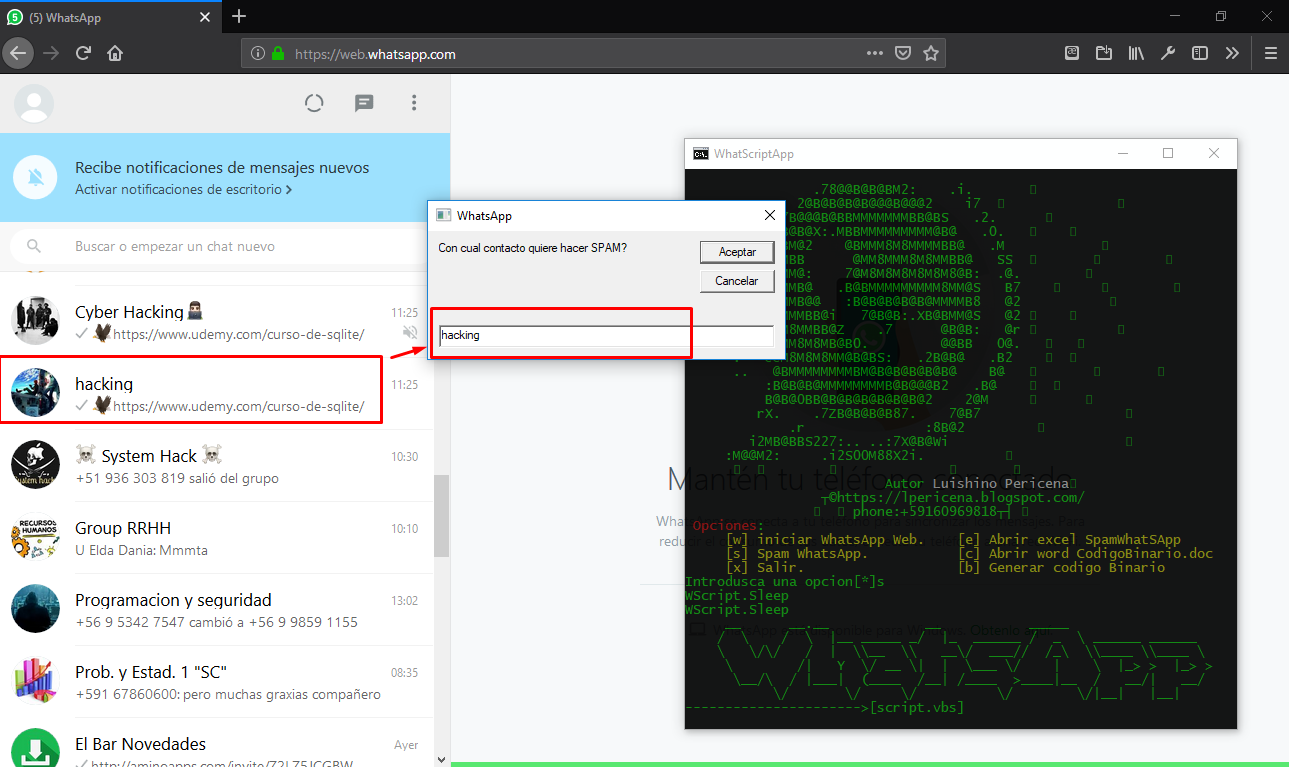 (5) WhatsApp
https://web.whatsapp.com
Recibe notificaciones de mensajes nuevos
Activar notificaciones de escritorio >
Buscar o empezar un chat nuevo
Cyber Hacking
11:25
https://www.udemy.com/curso-de-sqlite/
hacking
11:25
https://www.udemy.com/curso-de-sqlite/
System Hack
10:30
+51 936 303 819 salió del grupo
Group RRHH
10:10
U Elda Dania: Mmmta
Programacion y seguridad
13:02
+56 9 5342 7547 cambió a +56 9 9859 1155
Prob. y Estad. 1 "SC"
08:35
+591 67860600: pero muchas graxias compañero
El Bar Novedades
Ayer
WhatsApp
Con cual contacto quiere hacer SPAM?
Aceptar
Cancelar
hacking
WhatScriptApp
Mantén tu teléfono conectado
Autor Luishino Pericena
©https://lpericena.blogspot.com/
phone:+59160969818
Opciones:
[w] iniciar WhatsApp Web. [e] Abrir excel SpamWhatSApp
[s] Spam WhatsApp. [c] Abrir word CodigoBinario.doc
[x] Salir. [b] Generar codigo Binario
Introdusca una opcion[*]s
WScript.Sleep
WScript.Sleep
---------------------->[script.vbs]